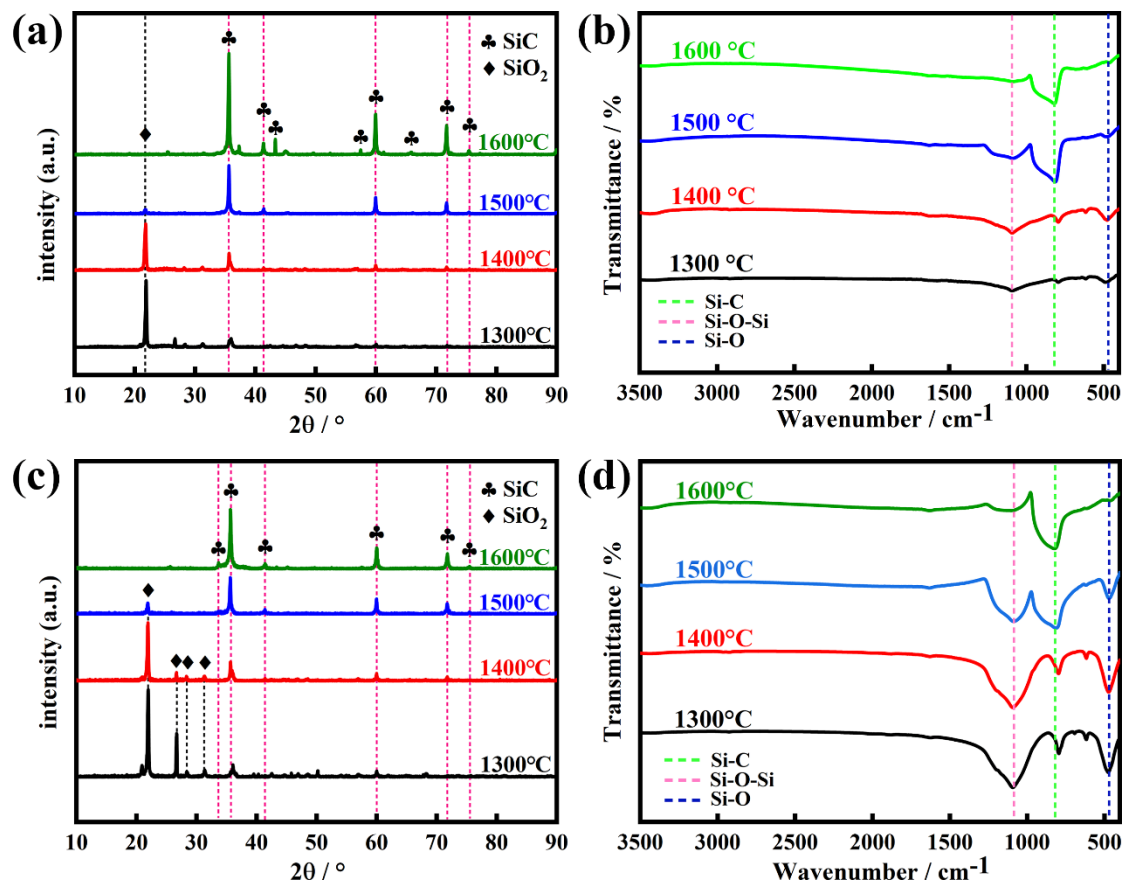 (a)
♣ SiC
♦ SiO2
1600°C
1500°C
1400°C
1300°C
intensity (a.u.)
10 20 30 40 50 60 70 80 90
2θ / °
(b)
1600 °C
1500 °C
1400 °C
1300 °C
Si-C
Si-O-Si
Si-O
Transmittance / %
3500 3000 2500 2000 1500 1000 500
Wavenumber / cm-1
(c)
♣ SiC
♦ SiO2
1600°C
1500°C
1400°C
1300°C
intensity (a.u.)
10 20 30 40 50 60 70 80 90
2θ / °
(d)
1600°C
1500°C
1400°C
1300°C
Si-C
Si-O-Si
Si-O
Transmittance / %
3500 3000 2500 2000 1500 1000 500
Wavenumber / cm-1